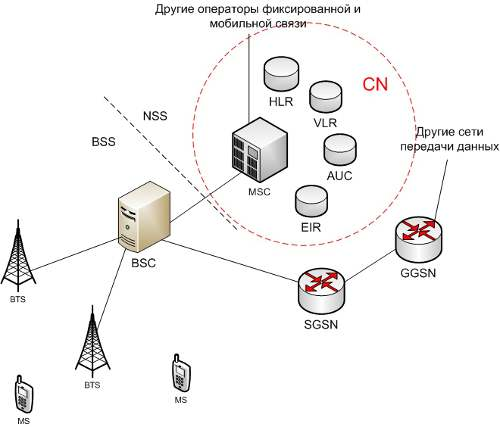 Другие операторы фиксированной и
мобильной связи
HLR
CN
VLR
NSS
BSS
Другие сети
передачи данных
AUC
MSC
EIR
BSC
GGSN
SGSN
BTS
BTS
MS
MS